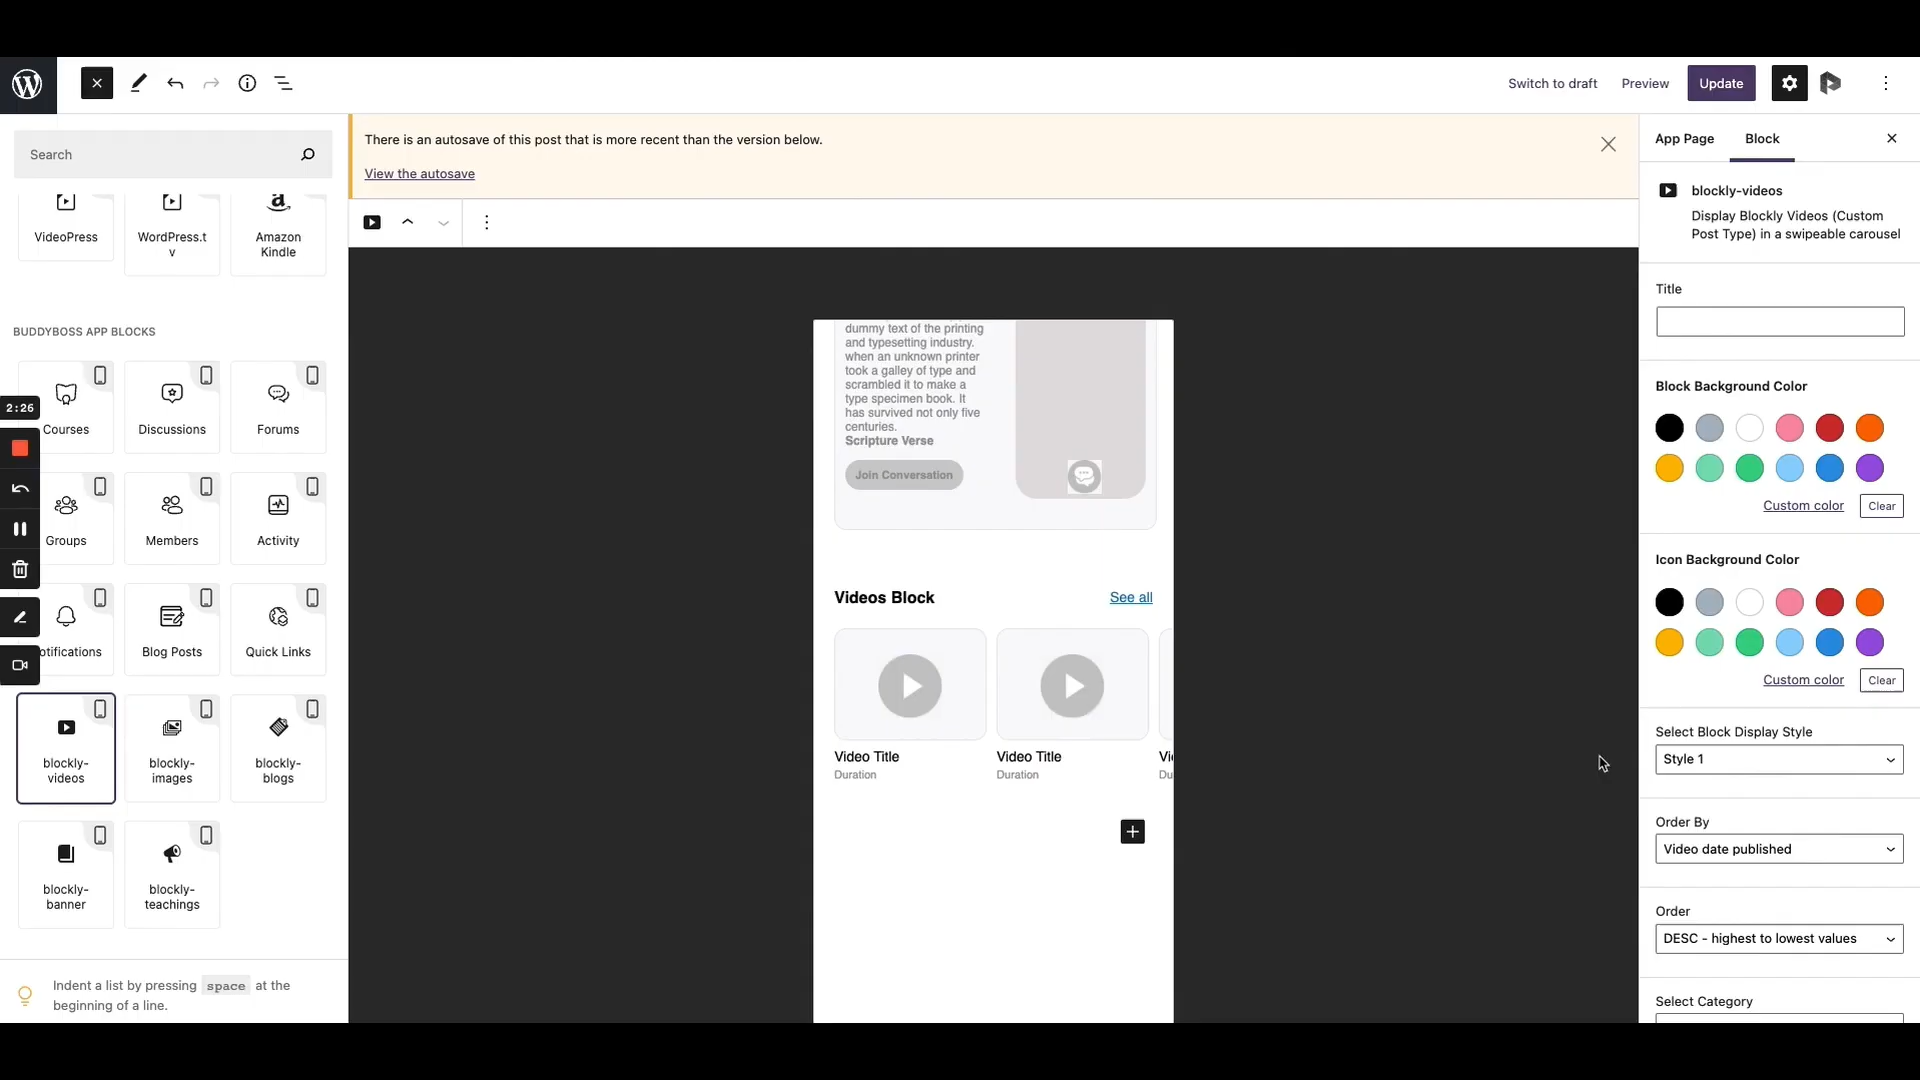 Switch to draft
Preview
Update
Search
VideoPress
WordPress.t
v
Amazon
Kindle
BUDDYBOSS APP BLOCKS
Courses
Discussions
Forums
2:26
Groups
Members
Activity
otifications
Blog Posts
Quick Links
blockly-
videos
blockly-
images
blockly-
blogs
blockly-
banner
blockly-
teachings
Indent a list by pressing space at the
beginning of a line.
There is an autosave of this post that is more recent than the version below.
View the autosave
dummy text of the printing
and typesetting industry.
when an unknown printer
took a galley of type and
scrambled it to make a
type specimen book. It
has survived not only five
centuries.
Scripture Verse
Join Conversation
Videos Block
See all
Video Title
Duration
Video Title
Duration
Vi
Du
App Page
Block
blockly-videos
Display Blockly Videos (Custom
Post Type) in a swipeable carousel
Title
Block Background Color
Custom color
Clear
Icon Background Color
Custom color
Clear
Select Block Display Style
Style 1
Order By
Video date published
Order
DESC - highest to lowest values
Select Category